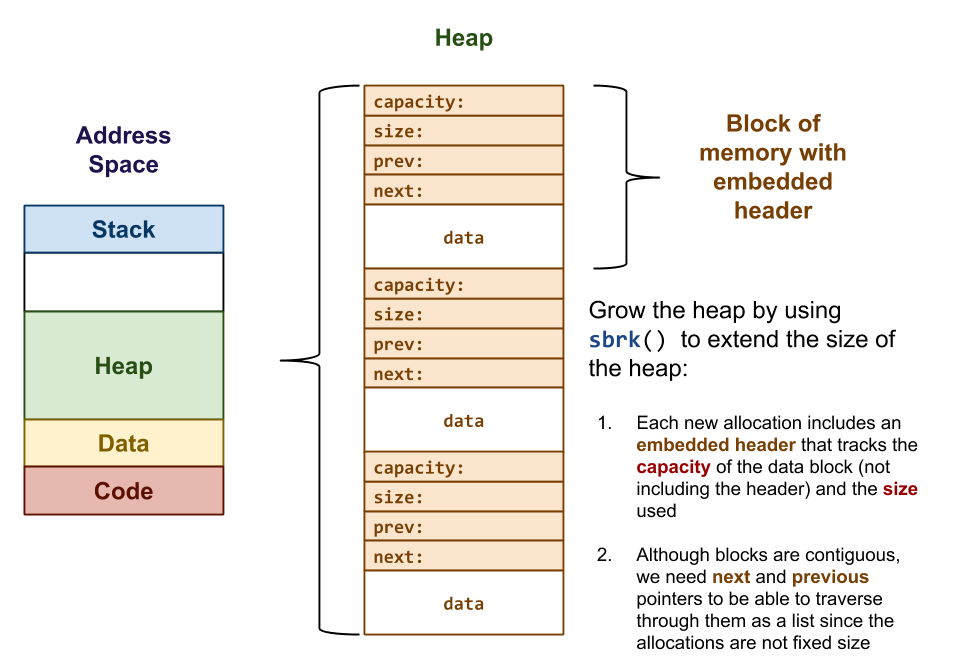 Heap
Address
Space
Stack
Heap
Data
Code
capacity:
size:
prev:
next:
data
capacity:
size:
prev:
next:
data
capacity:
size:
prev:
next:
data
Block of
memory with
embedded
header
Grow the heap by using
sbrk() to extend the size of
the heap:
1. Each new allocation includes an
embedded header that tracks the
capacity of the data block (not
including the header) and the size
used
2. Although blocks are contiguous,
we need next and previous
pointers to be able to traverse
through them as a list since the
allocations are not fixed size